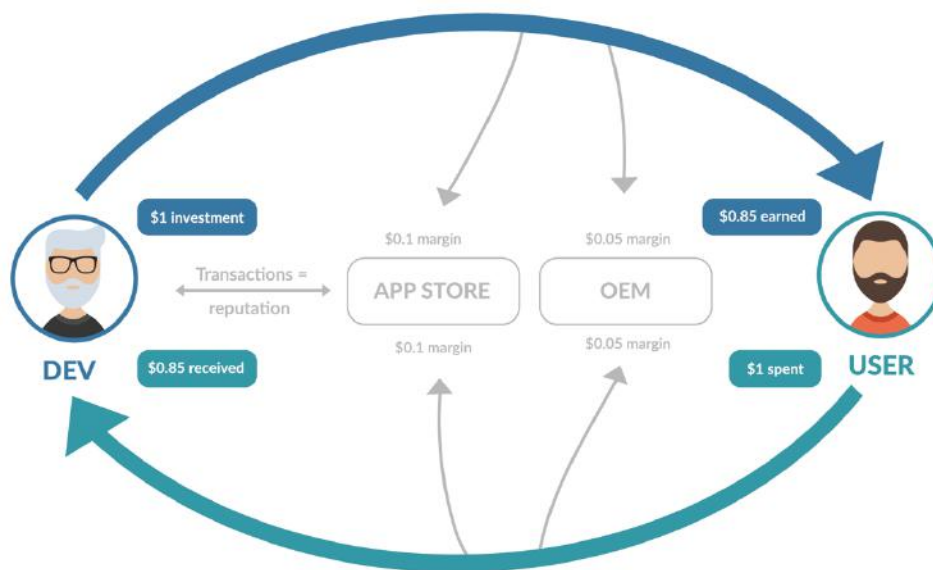 $1 investment
$0.85 earned
$0.1 margin
$0.05 margin
Transactions =
reputation
APP STORE
OEM
$0.1 margin
$0.05 margin
DEV
$0.85 received
$1 spent
USER